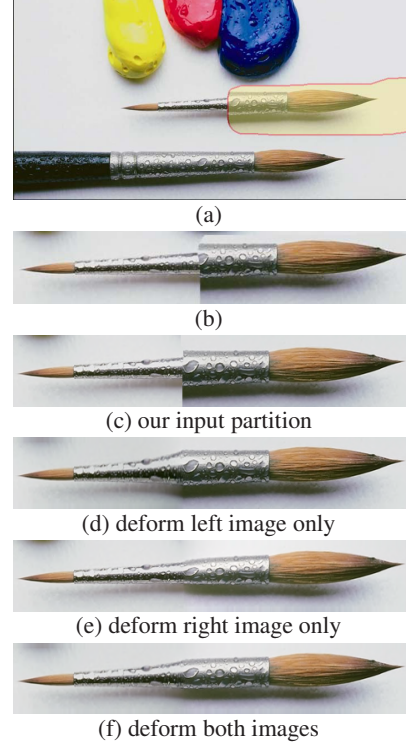 (a)
(b)
(c) our input partition
(d) deform left image only
(e) deform right image only
(f) deform both images